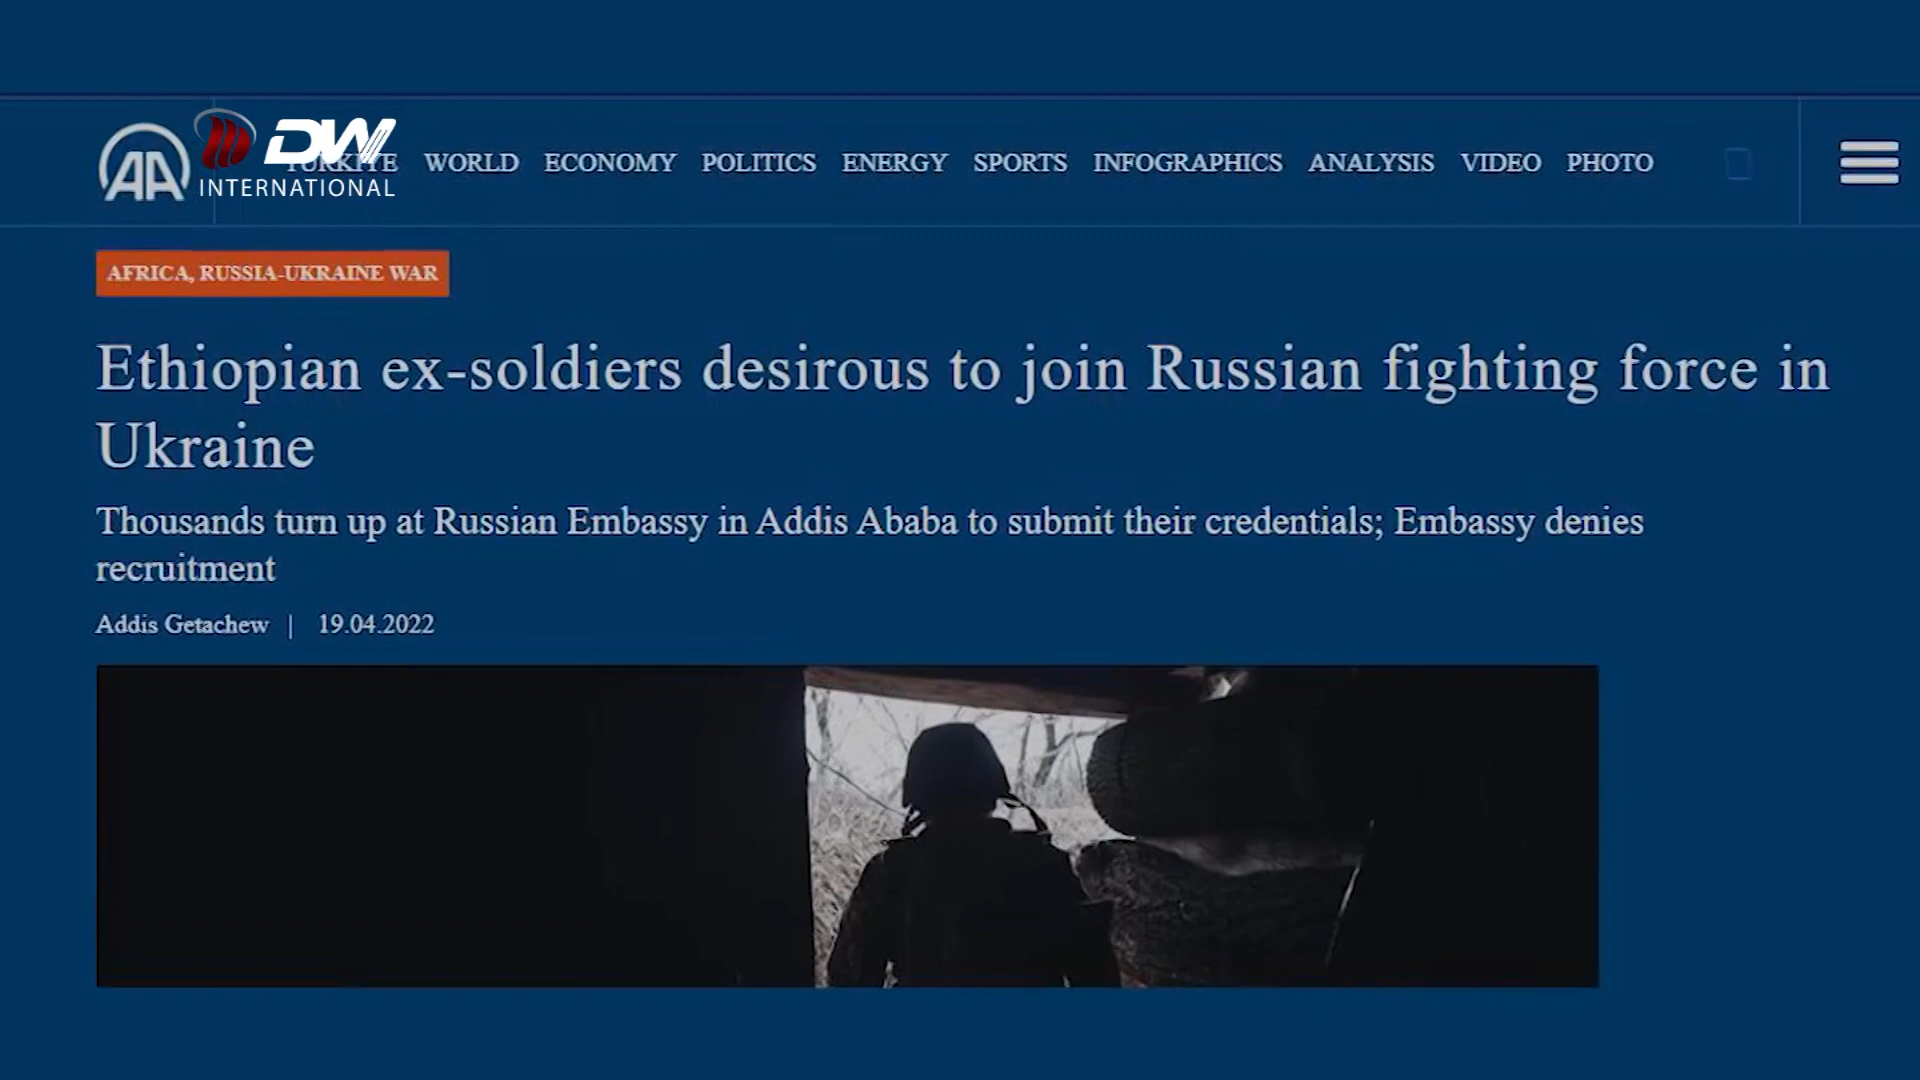 AA
DW
INTERNATIONAL
TÜRKİYE WORLD ECONOMY POLITICS ENERGY SPORTS INFOGRAPHICS ANALYSIS VIDEO PHOTO
AFRICA, RUSSIA-UKRAINE WAR
Ethiopian ex-soldiers desirous to join Russian fighting force in
Ukraine
Thousands turn up at Russian Embassy in Addis Ababa to submit their credentials; Embassy denies
recruitment
Addis Getachew | 19.04.2022